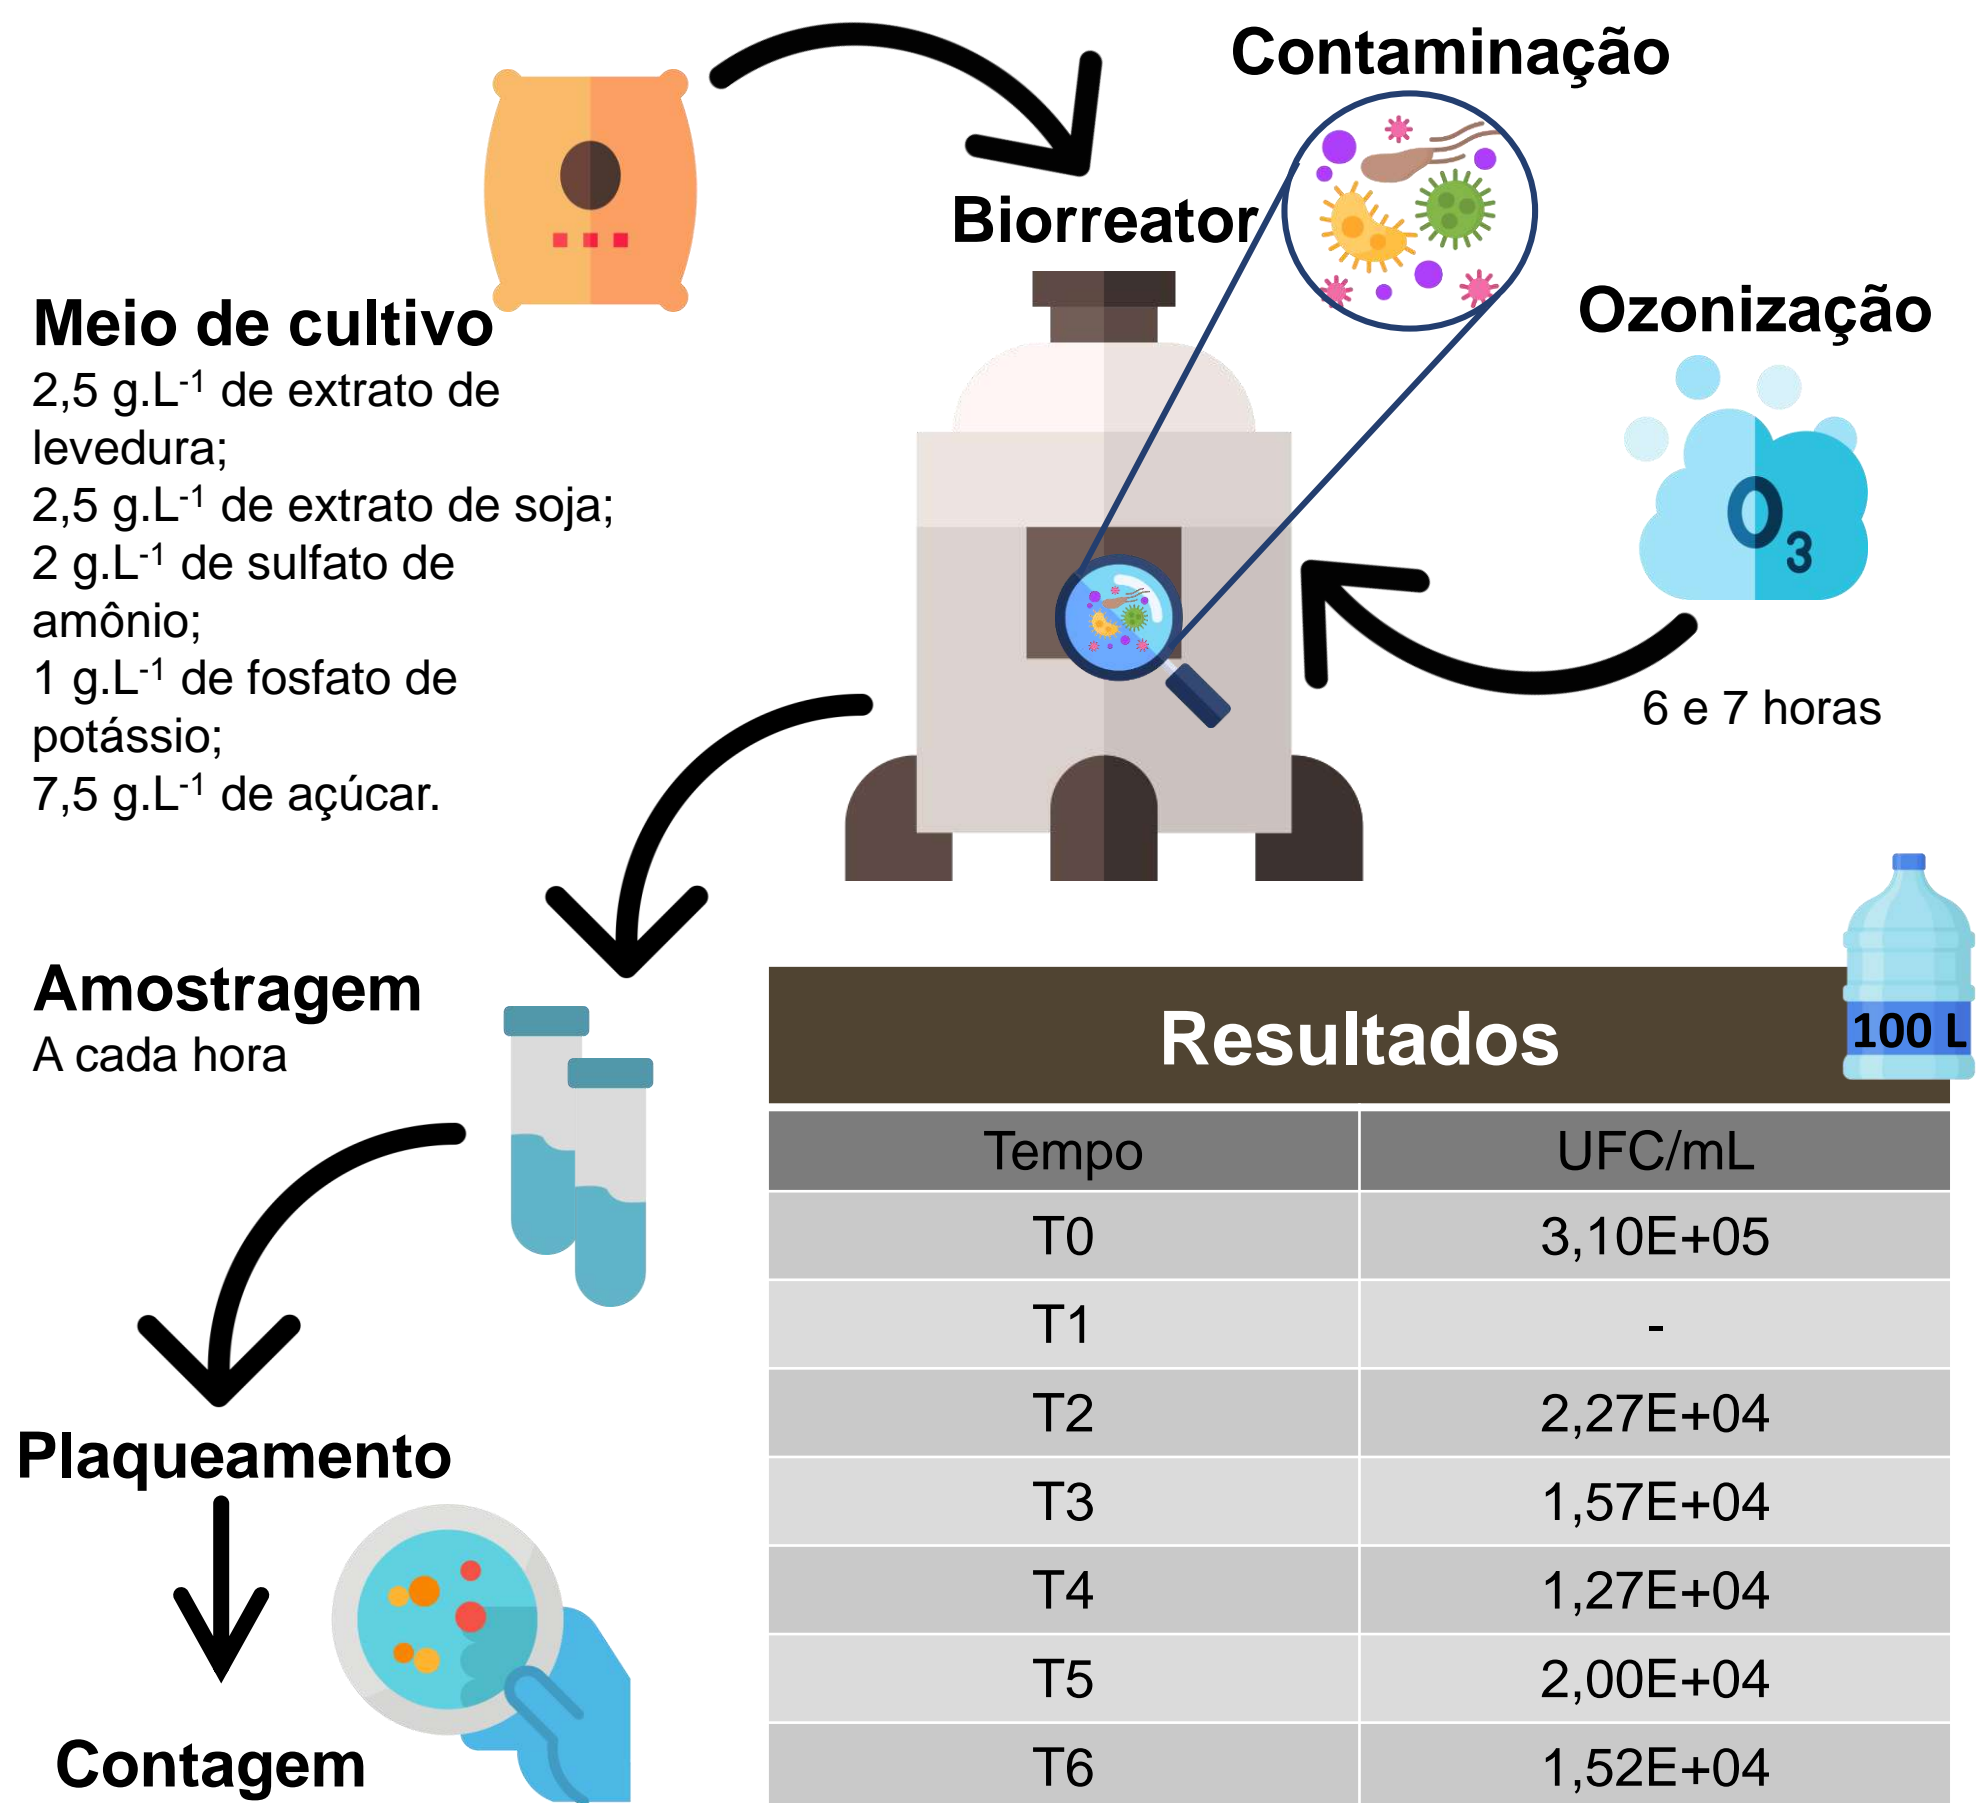 Contaminação
Biorreator
Ozonização
O3
6 e 7 horas
Meio de cultivo
2,5 g.L-1 de extrato de
levedura;
2,5 g.L-1 de extrato de soja;
2 g.L-1 de sulfato de
amônio;
1 g.L-1 de fosfato de
potássio;
7,5 g.L-1 de açúcar.
Amostragem
A cada hora
Plaqueamento
Contagem
Resultados
100 L
Tempo UFC/mL
T0 3,10E+05
T1 -
T2 2,27E+04
T3 1,57E+04
T4 1,27E+04
T5 2,00E+04
T6 1,52E+04